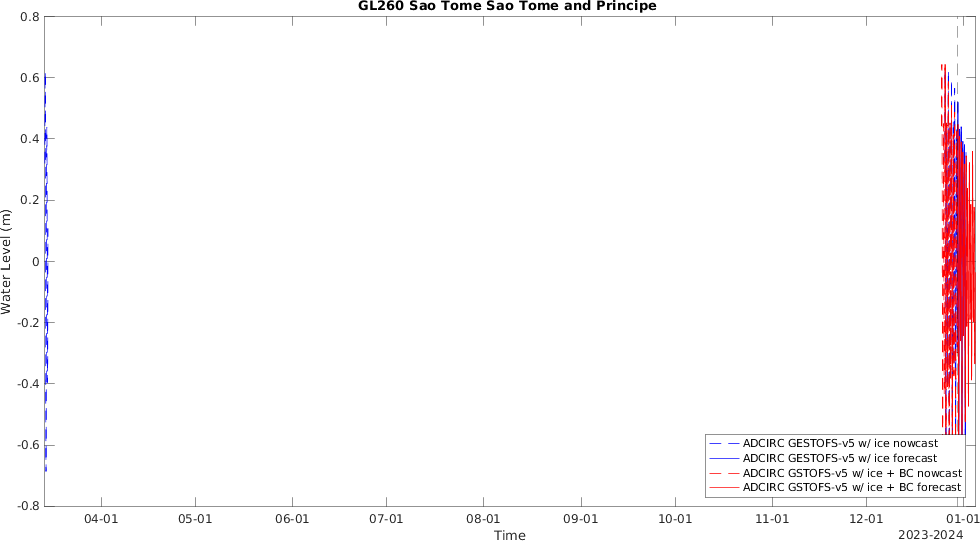 GL260 Sao Tome Sao Tome and Principe
Water Level (m)
0.8
0.6
0.4
0.2
0
-0.2
-0.4
-0.6
-0.8
ADCIRC GESTOFS-v5 w/ ice nowcast
ADCIRC GESTOFS-v5 w/ ice forecast
ADCIRC GSTOFS-v5 w/ ice + BC nowcast
ADCIRC GSTOFS-v5 w/ ice + BC forecast
04-01 05-01 06-01 07-01 08-01 09-01 10-01 11-01 12-01 01-01
Time
2023-2024